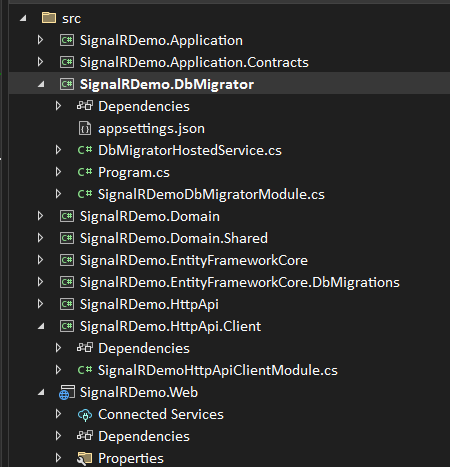 src
SignalRDemo.Application
SignalRDemo.Application.Contracts
SignalRDemo.DbMigrator
Dependencies
appsettings.json
C# DbMigratorHostedService.cs
C# Program.cs
C# SignalRDemoDbMigratorModule.cs
SignalRDemo.Domain
SignalRDemo.Domain.Shared
SignalRDemo.EntityFrameworkCore
SignalRDemo.EntityFrameworkCore.DbMigrations
SignalRDemo.HttpApi
SignalRDemo.HttpApi.Client
Dependencies
C# SignalRDemoHttpApiClientModule.cs
SignalRDemo.Web
Connected Services
Dependencies
Properties